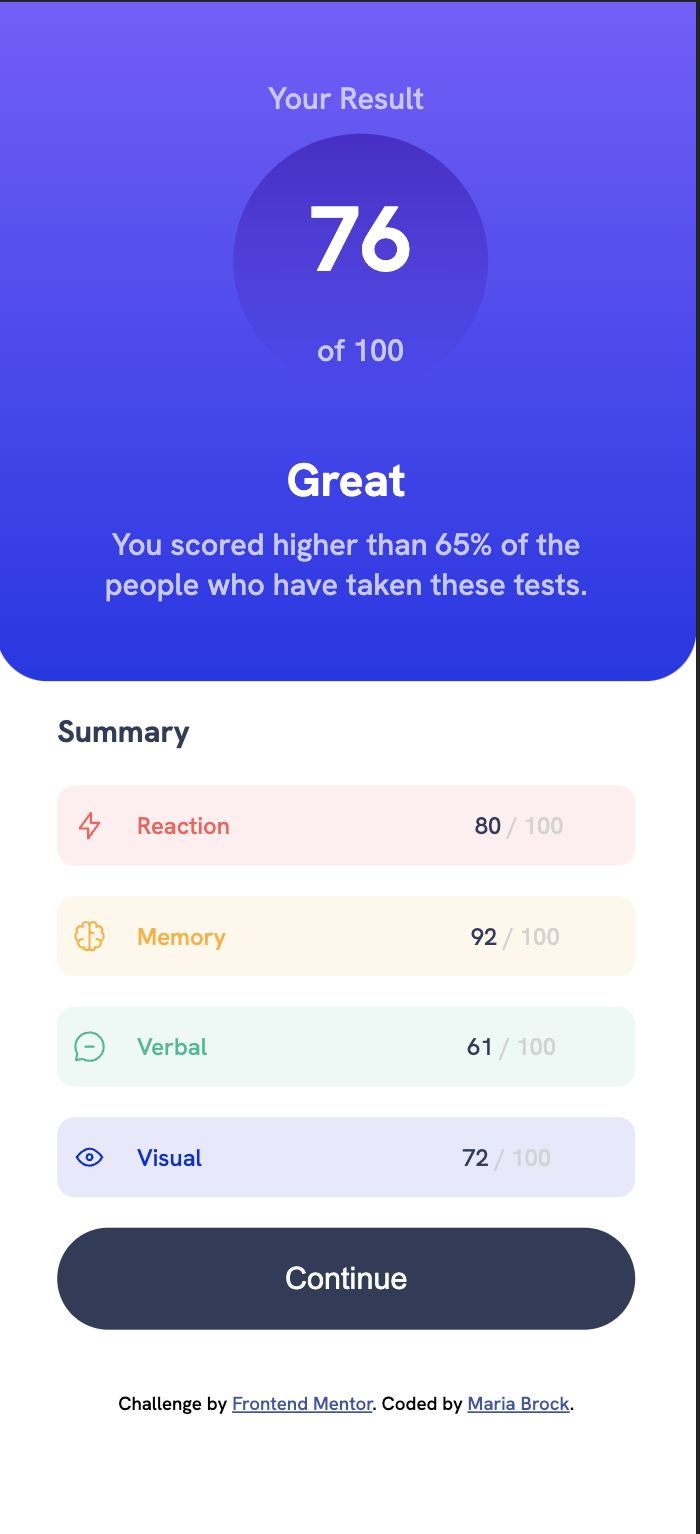 Your Result
76
of 100
Great
You scored higher than 65% of the
people who have taken these tests.
Summary
Reaction 80 / 100
Memory 92 / 100
Verbal 61 / 100
Visual 72 / 100
Continue
Challenge by Frontend Mentor. Coded by Maria Brock.